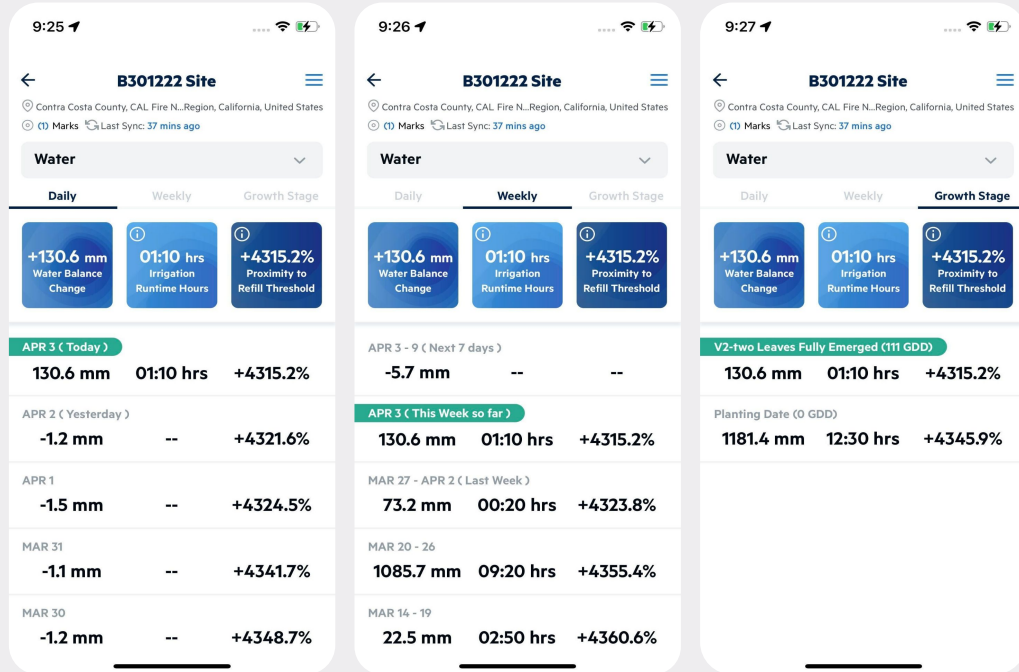 9:25
B301222 Site
Contra Costa County, CAL Fire N...Region, California, United States
(1) Marks Last Sync: 37 mins ago
Water
Daily Weekly Growth Stage
+130.6 mm
Water Balance
Change
01:10 hrs
Irrigation
Runtime Hours
+4315.2%
Proximity to
Refill Threshold
APR 3 ( Today )
130.6 mm 01:10 hrs +4315.2%
APR 2 ( Yesterday )
-1.2 mm -- +4321.6%
APR 1
-1.5 mm -- +4324.5%
MAR 31
-1.1 mm -- +4341.7%
MAR 30
-1.2 mm -- +4348.7%
9:26
B301222 Site
Contra Costa County, CAL Fire N...Region, California, United States
(1) Marks Last Sync: 37 mins ago
Water
Daily Weekly Growth Stage
+130.6 mm
Water Balance
Change
01:10 hrs
Irrigation
Runtime Hours
+4315.2%
Proximity to
Refill Threshold
APR 3 - 9 ( Next 7 days )
-5.7 mm -- --
APR 3 ( This Week so far )
130.6 mm 01:10 hrs +4315.2%
MAR 27 - APR 2 ( Last Week )
73.2 mm 00:20 hrs +4323.8%
MAR 20 - 26
1085.7 mm 09:20 hrs +4355.4%
MAR 14 - 19
22.5 mm 02:50 hrs +4360.6%
9:27
B301222 Site
Contra Costa County, CAL Fire N...Region, California, United States
(1) Marks Last Sync: 37 mins ago
Water
Daily Weekly Growth Stage
+130.6 mm
Water Balance
Change
01:10 hrs
Irrigation
Runtime Hours
+4315.2%
Proximity to
Refill Threshold
V2-two Leaves Fully Emerged (111 GDD)
130.6 mm 01:10 hrs +4315.2%
Planting Date (0 GDD)
1181.4 mm 12:30 hrs +4345.9%